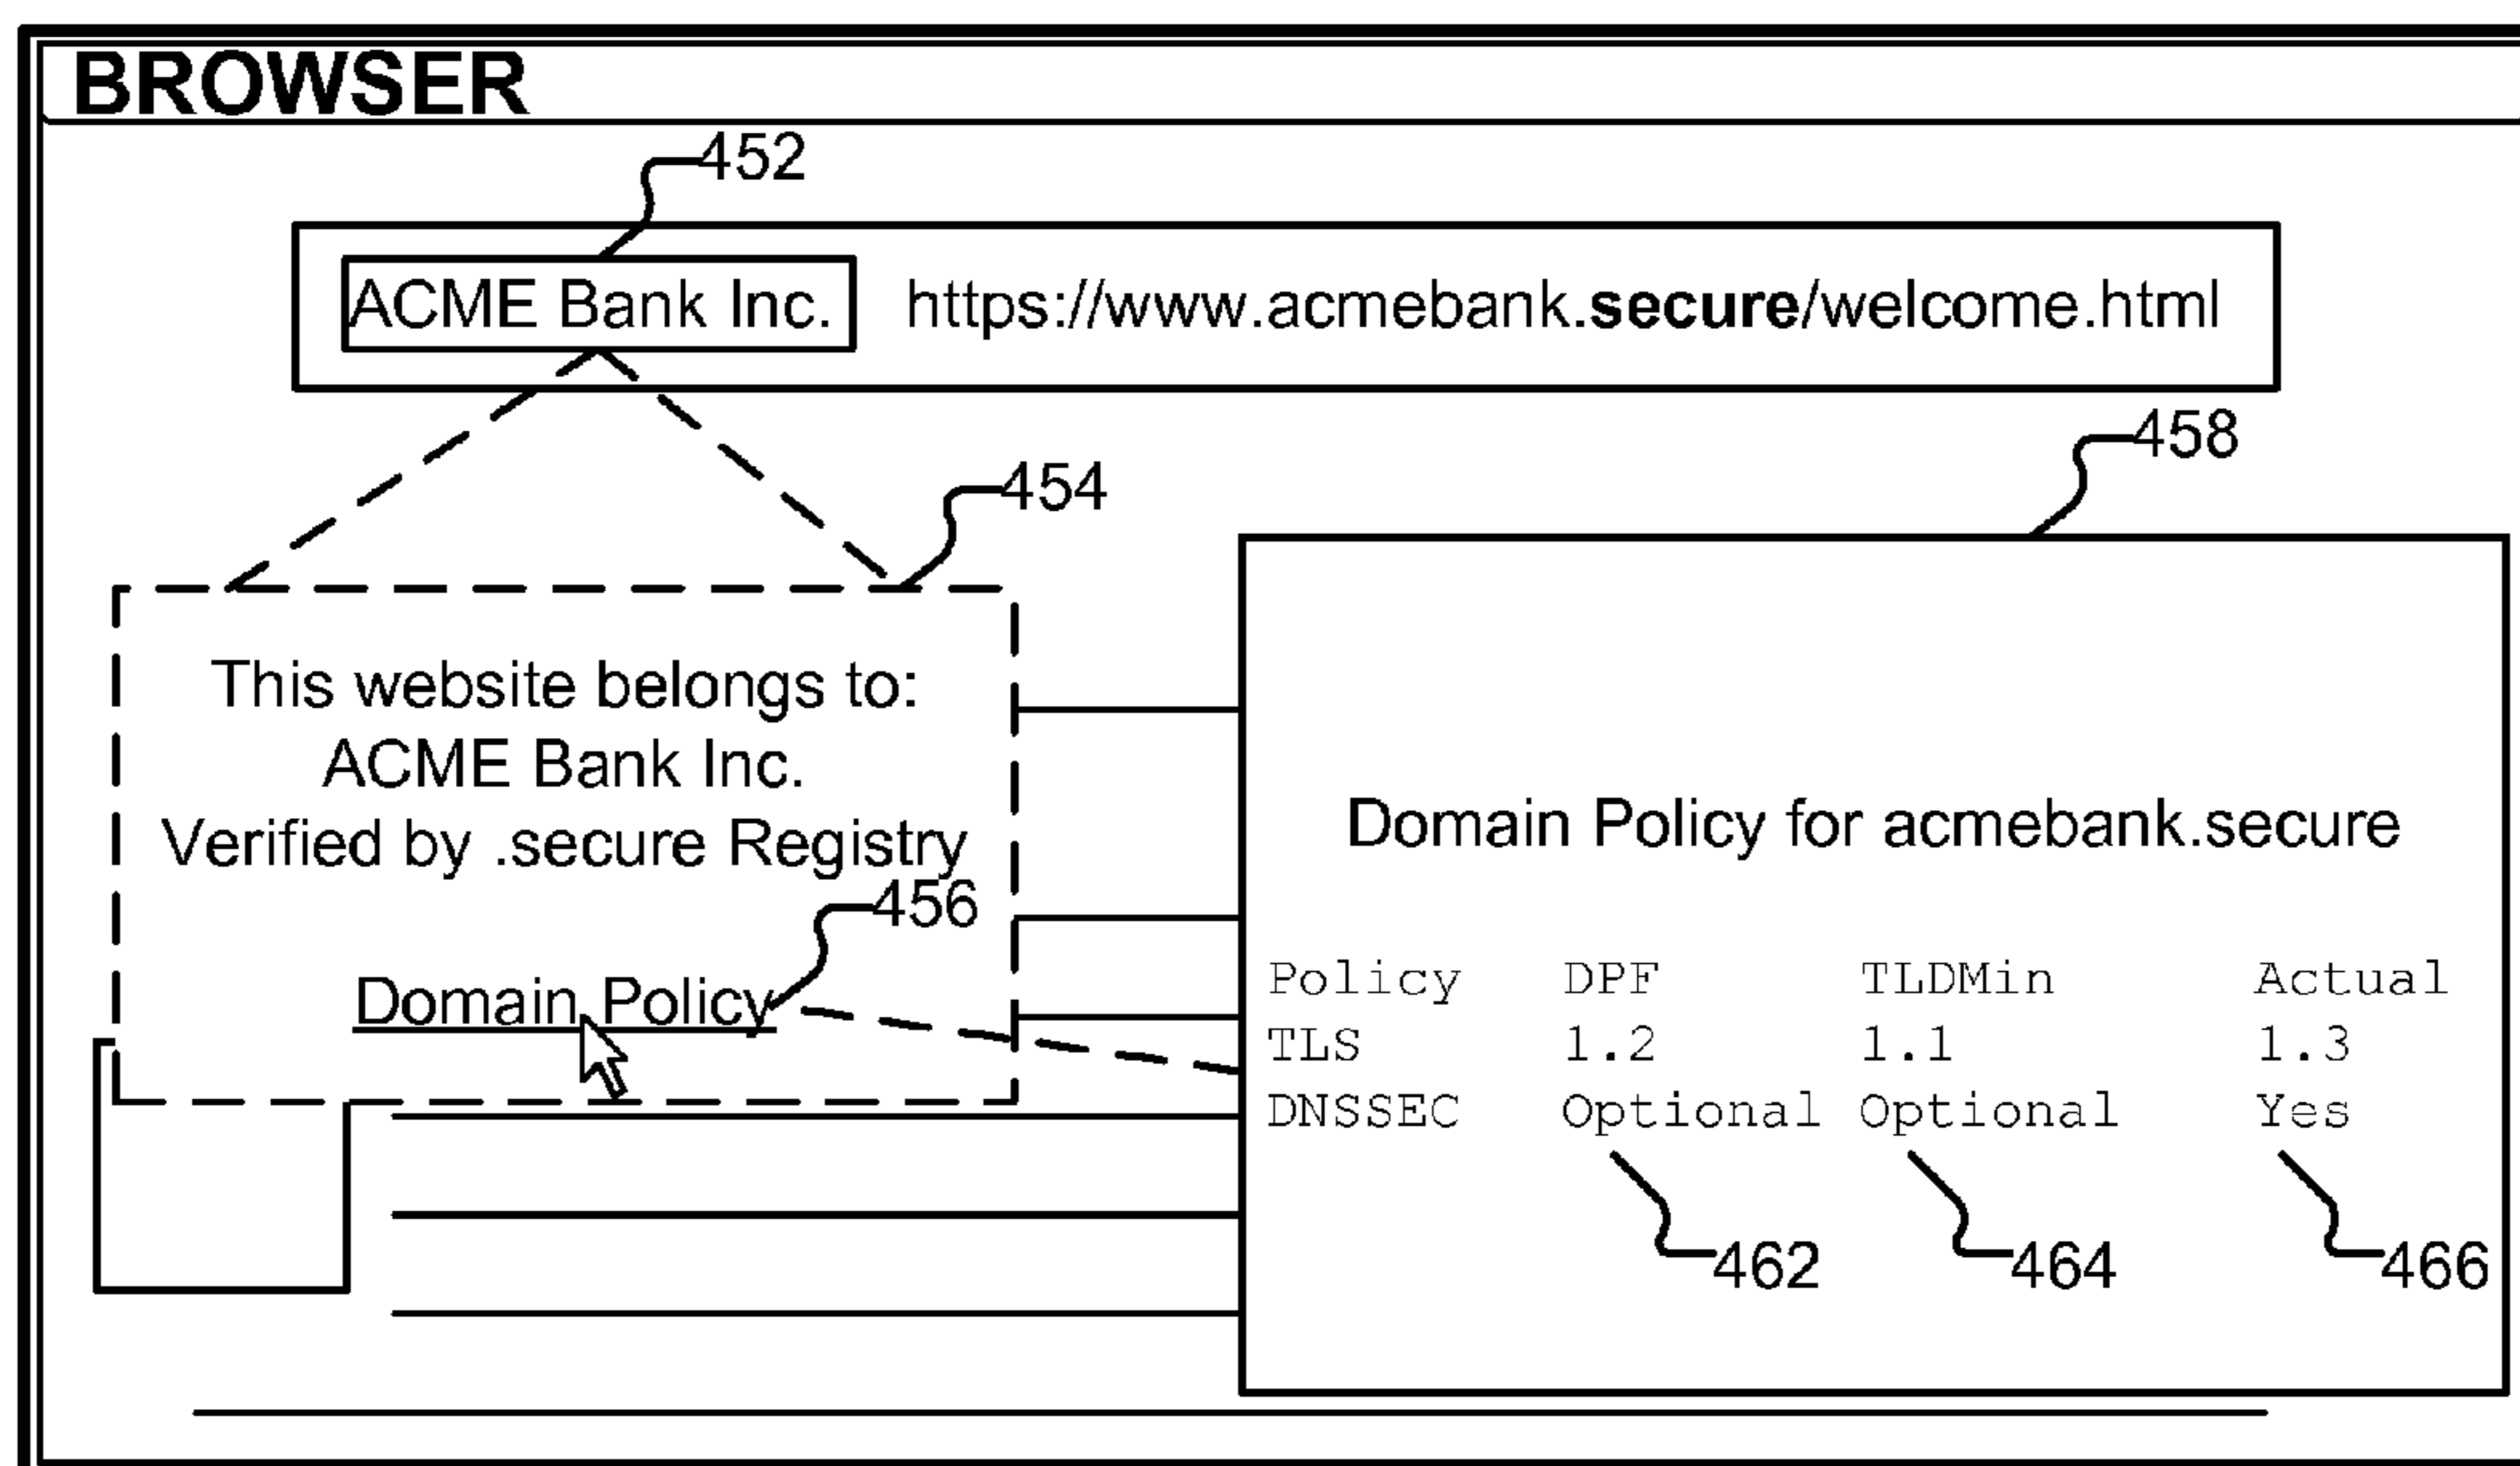 BROWSER
452
ACME Bank Inc. https://www.acmebank.secure/welcome.html
458
454
This website belongs to:
ACME Bank Inc.
Verified by .secure Registry
456
Domain Policy
Domain Policy for acmebank.secure
Policy DPF TLDMin Actual
TLS 1.2 1.1 1.3
DNSSEC Optional Optional Yes
462 464 466